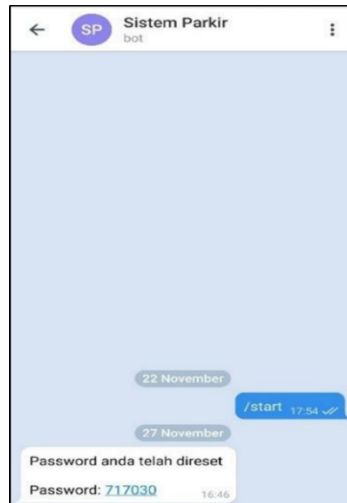 SP
Sistem Parkir
bot
22 November
/start 17:54
27 November
Password anda telah direset
Password: 717030 16:46